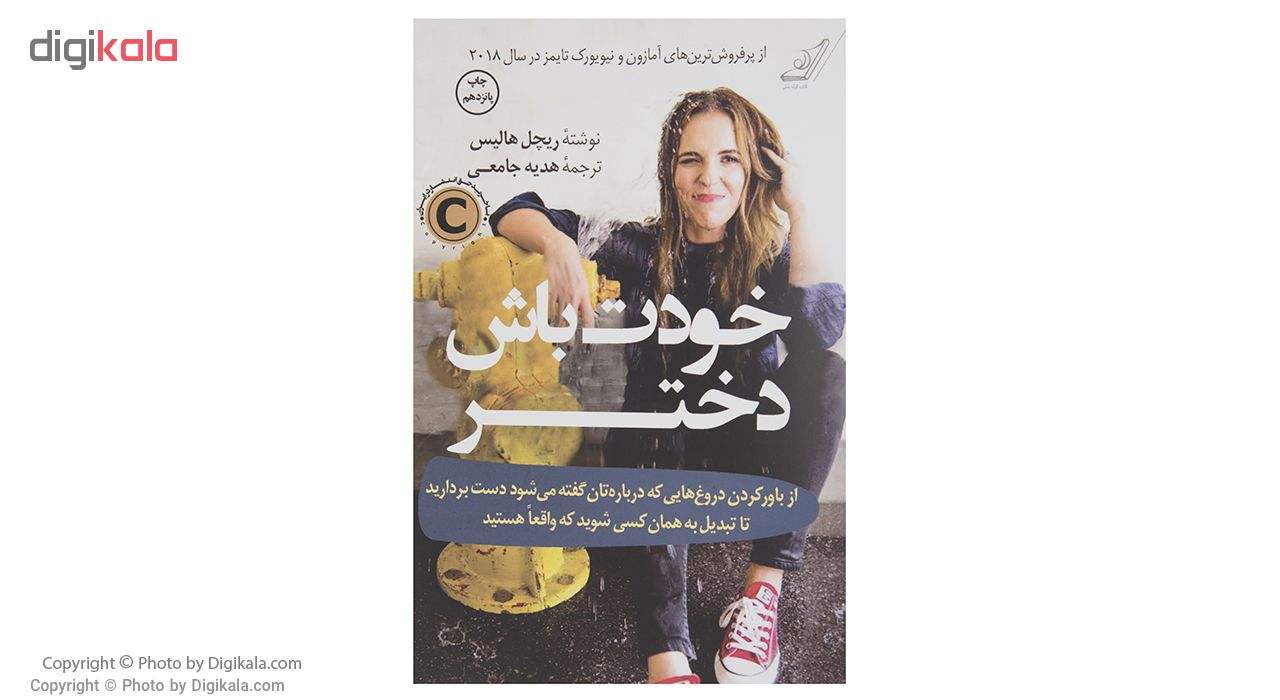 digikala
از پرفروش‌ترین‌های آمازون و نیویورک تایمز در سال ۲۰۱۸
چاپ
پانزدهم
نوشتهٔ ریچل هالیس
ترجمهٔ هدیه جامعی
C
خودت باش
دختر
از باور کردن دروغ‌هایی که درباره‌تان گفته می‌شود دست بردارید
تا تبدیل به همان کسی شوید که واقعاً هستید
Copyright © Photo by Digikala.com
Copyright © Photo by Digikala.com